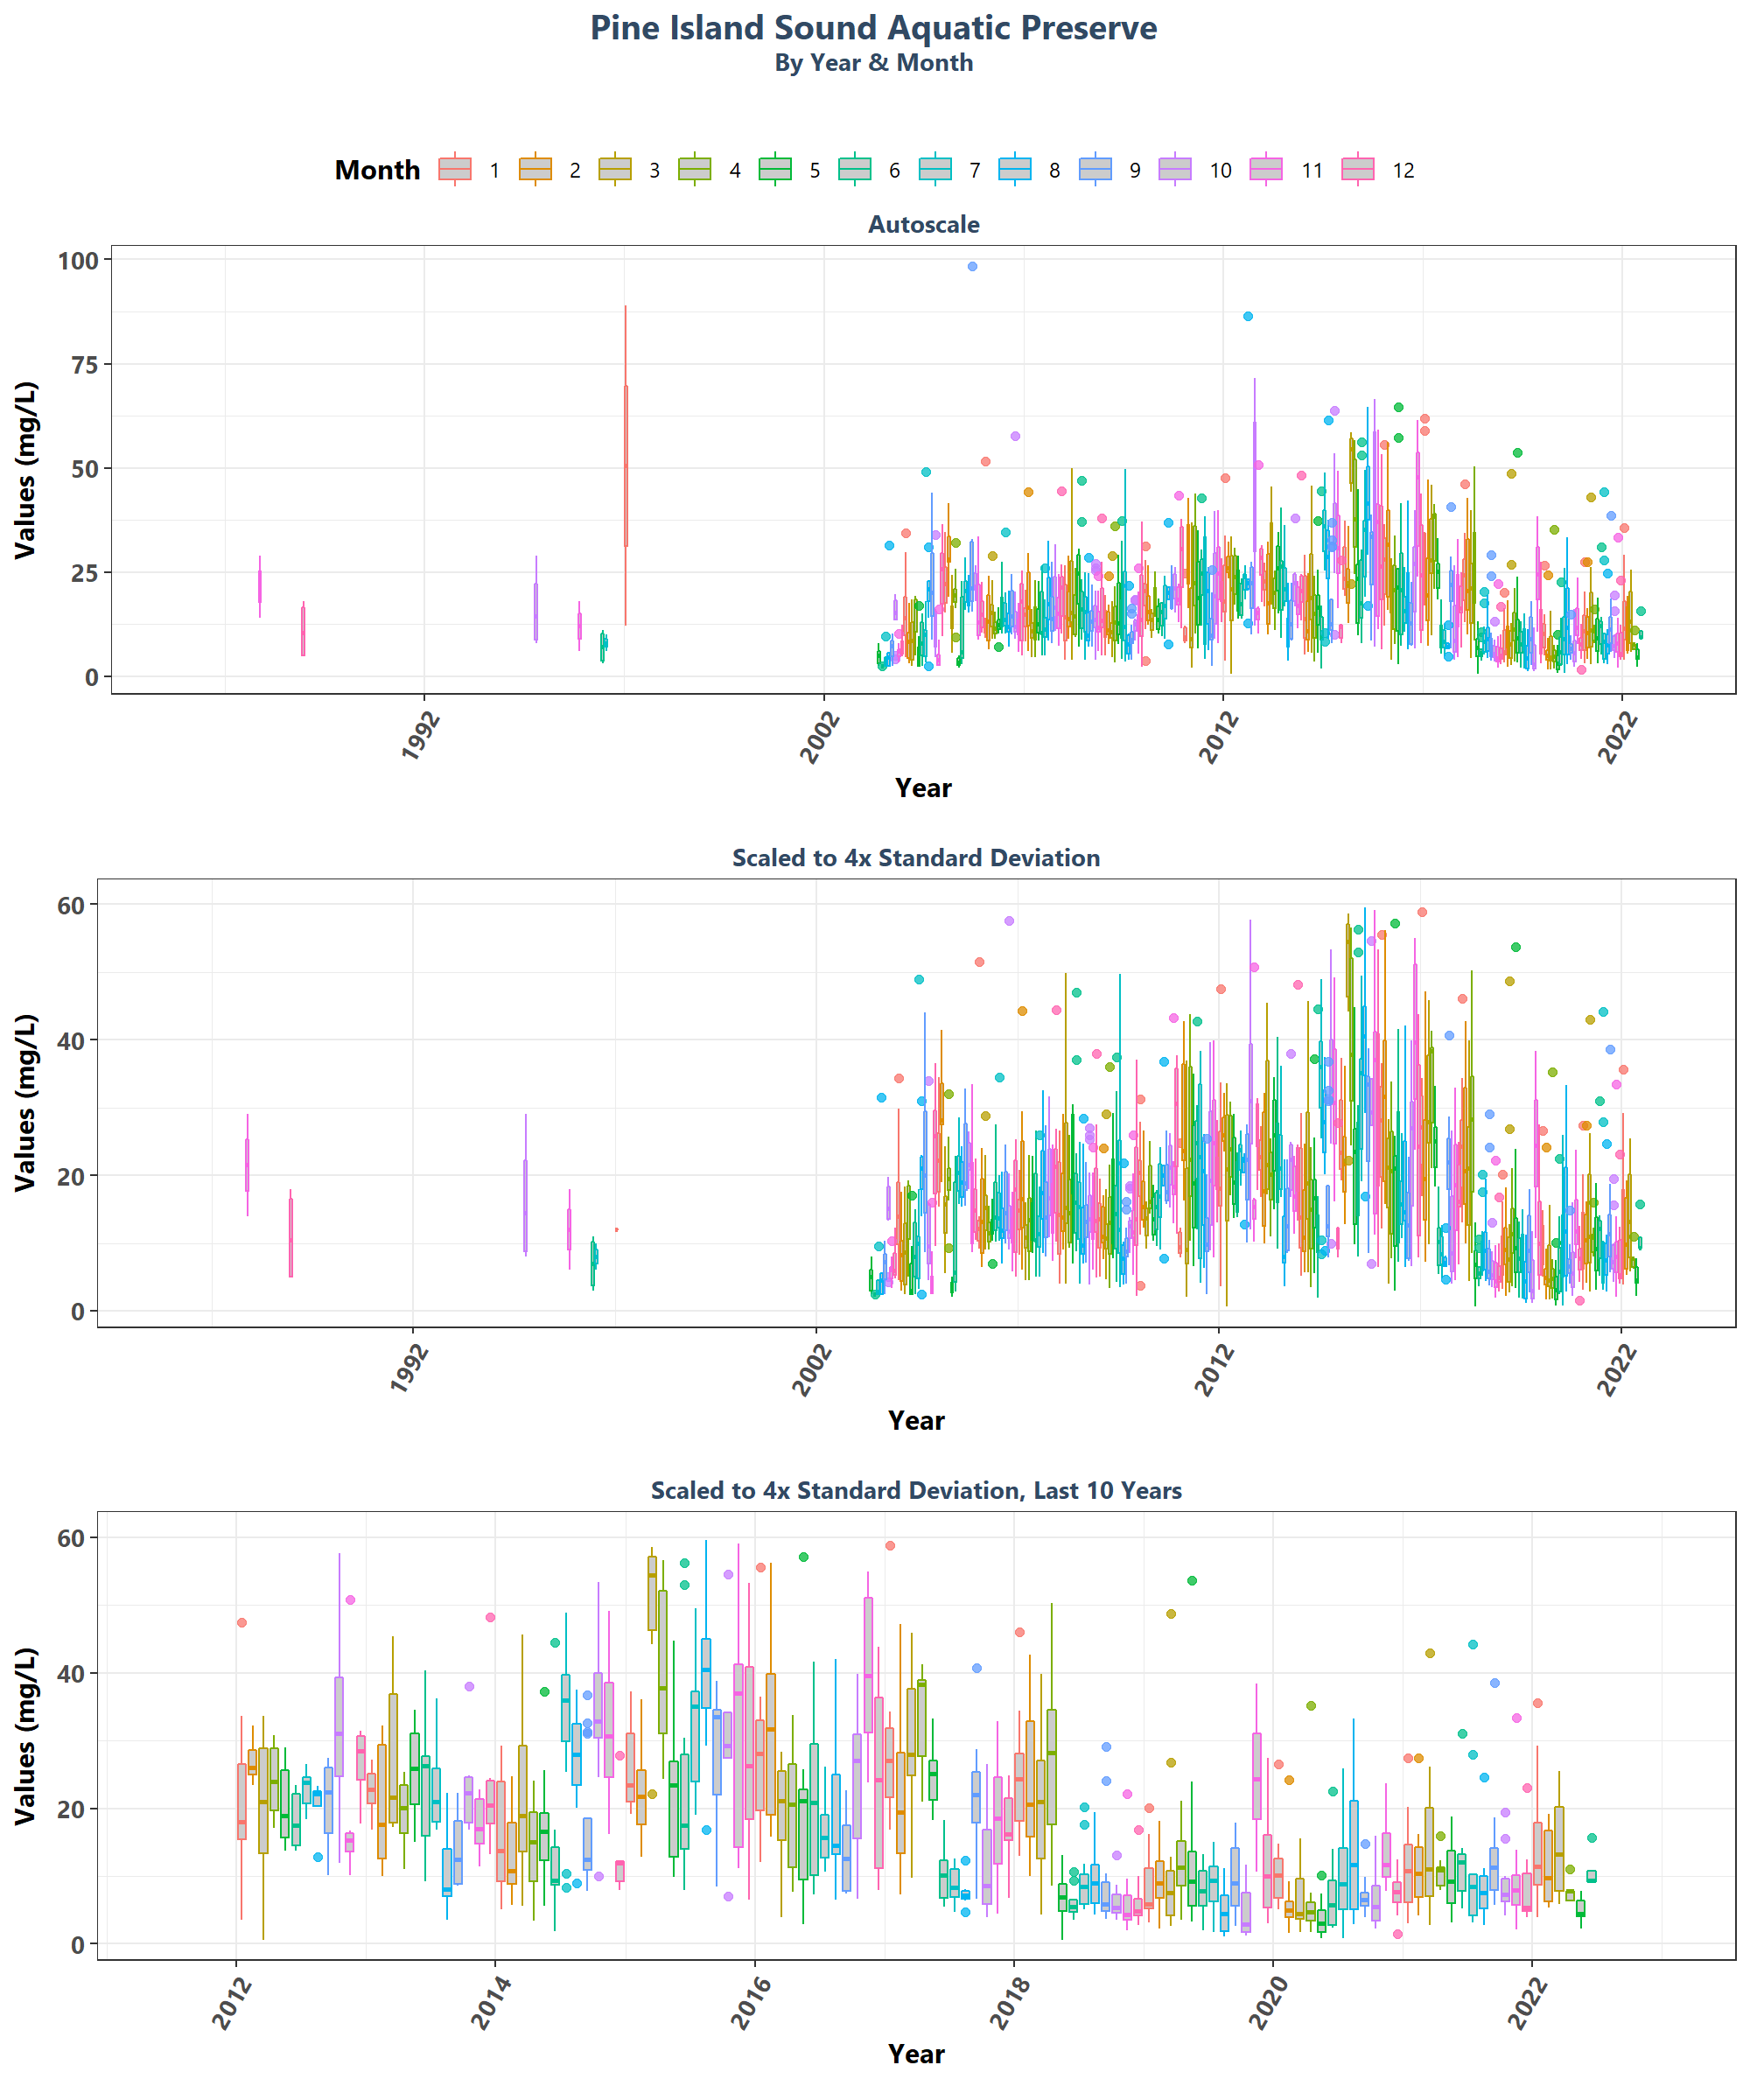 Pine Island Sound Aquatic Preserve
By Year & Month
Month 1 2 3 4 5 6 7 8 9 10 11 12
Autoscale
100
75
50
25
0
Values (mg/L)
1992 2002 2012 2022
Year
Scaled to 4x Standard Deviation
60
40
20
0
Values (mg/L)
1992 2002 2012 2022
Year
Scaled to 4x Standard Deviation, Last 10 Years
60
40
20
0
Values (mg/L)
2012 2014 2016 2018 2020 2022
Year